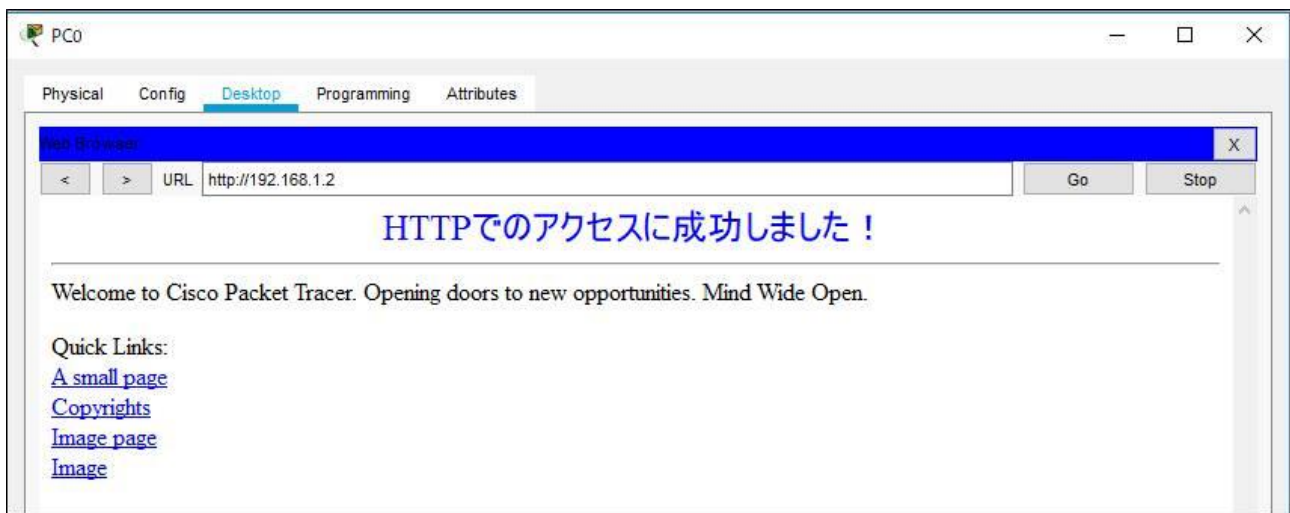 PC0
Physical Config Desktop Programming Attributes
Web Browser
X
< > URL http://192.168.1.2 Go Stop
HTTPでのアクセスに成功しました！
Welcome to Cisco Packet Tracer. Opening doors to new opportunities. Mind Wide Open.
Quick Links:
A small page
Copyrights
Image page
Image